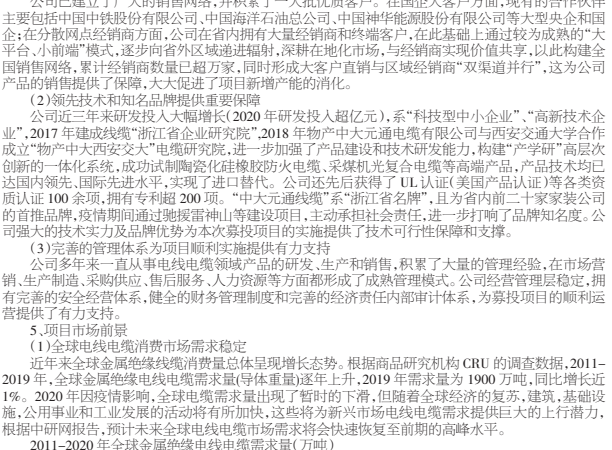 公司已建立了广大的销售网络，并积累了一大批优质客户。在国企大客户方面，现有的合作伙伴
主要包括中国中铁股份有限公司、中国海洋石油总公司、中国神华能源股份有限公司等大型央企和国
企；在分散网点经销商方面，公司在省内拥有大量经销商和终端客户，在此基础上通过较为成熟的“大
平台、小前端”模式，逐步向省外区域递进辐射，深耕在地化市场，与经销商实现价值共享，以此构建全
国销售网络，累计经销商数量已超万家，同时形成大客户直销与区域经销商“双渠道并行”，这为公司
产品的销售提供了保障，大大促进了项目新增产能的消化。
（2）领先技术和知名品牌提供重要保障
公司近三年来研发投入大幅增长（2020 年研发投入超亿元），系“科技型中小企业”、“高新技术企
业”，2017 年建成线缆“浙江省企业研究院”，2018 年物产中大元通电缆有限公司与西安交通大学合作
成立“物产中大西安交大”电缆研究院，进一步加强了产品建设和技术研发能力，构建“产学研”高层次
创新的一体化系统，成功试制陶瓷化硅橡胶防火电缆、采煤机光复合电缆等高端产品，产品技术均已
达国内领先、国际先进水平，实现了进口替代。公司还先后获得了 UL 认证（美国产品认证）等各类资
质认证 100 余项，拥有专利超 200 项。“中大元通线缆”系“浙江省名牌”，且为省内前二十家家装公司
的首推品牌，疫情期间通过驰援雷神山等建设项目，主动承担社会责任，进一步打响了品牌知名度。公
司强大的技术实力及品牌优势为本次募投项目的实施提供了技术可行性保障和支撑。
（3）完善的管理体系为项目顺利实施提供有力支持
公司多年来一直从事电线电缆领域产品的研发、生产和销售，积累了大量的管理经验，在市场营
销、生产制造、采购供应、售后服务、人力资源等方面都形成了成熟管理模式。公司经营管理层稳定，拥
有完善的安全经营体系，健全的财务管理制度和完善的经济责任内部审计体系，为募投项目的顺利运
营提供了有力支持。
5、项目市场前景
（1）全球电线电缆消费市场需求稳定
近年来全球金属绝缘线缆消费量总体呈现增长态势。根据商品研究机构 CRU 的调查数据，2011-
2019 年，全球金属绝缘电线电缆需求量(导体重量)逐年上升，2019 年需求量为 1900 万吨，同比增长近
1%。2020 年因疫情影响，全球电缆需求量出现了暂时的下滑，但随着全球经济的复苏，建筑，基础设
施，公用事业和工业发展的活动将有所加快，这些将为新兴市场电线电缆需求提供巨大的上行潜力，
根据中研网报告，预计未来全球电线电缆市场需求将会快速恢复至前期的高峰水平。
2011-2020 年全球金属绝缘电线电缆需求量（万吨）